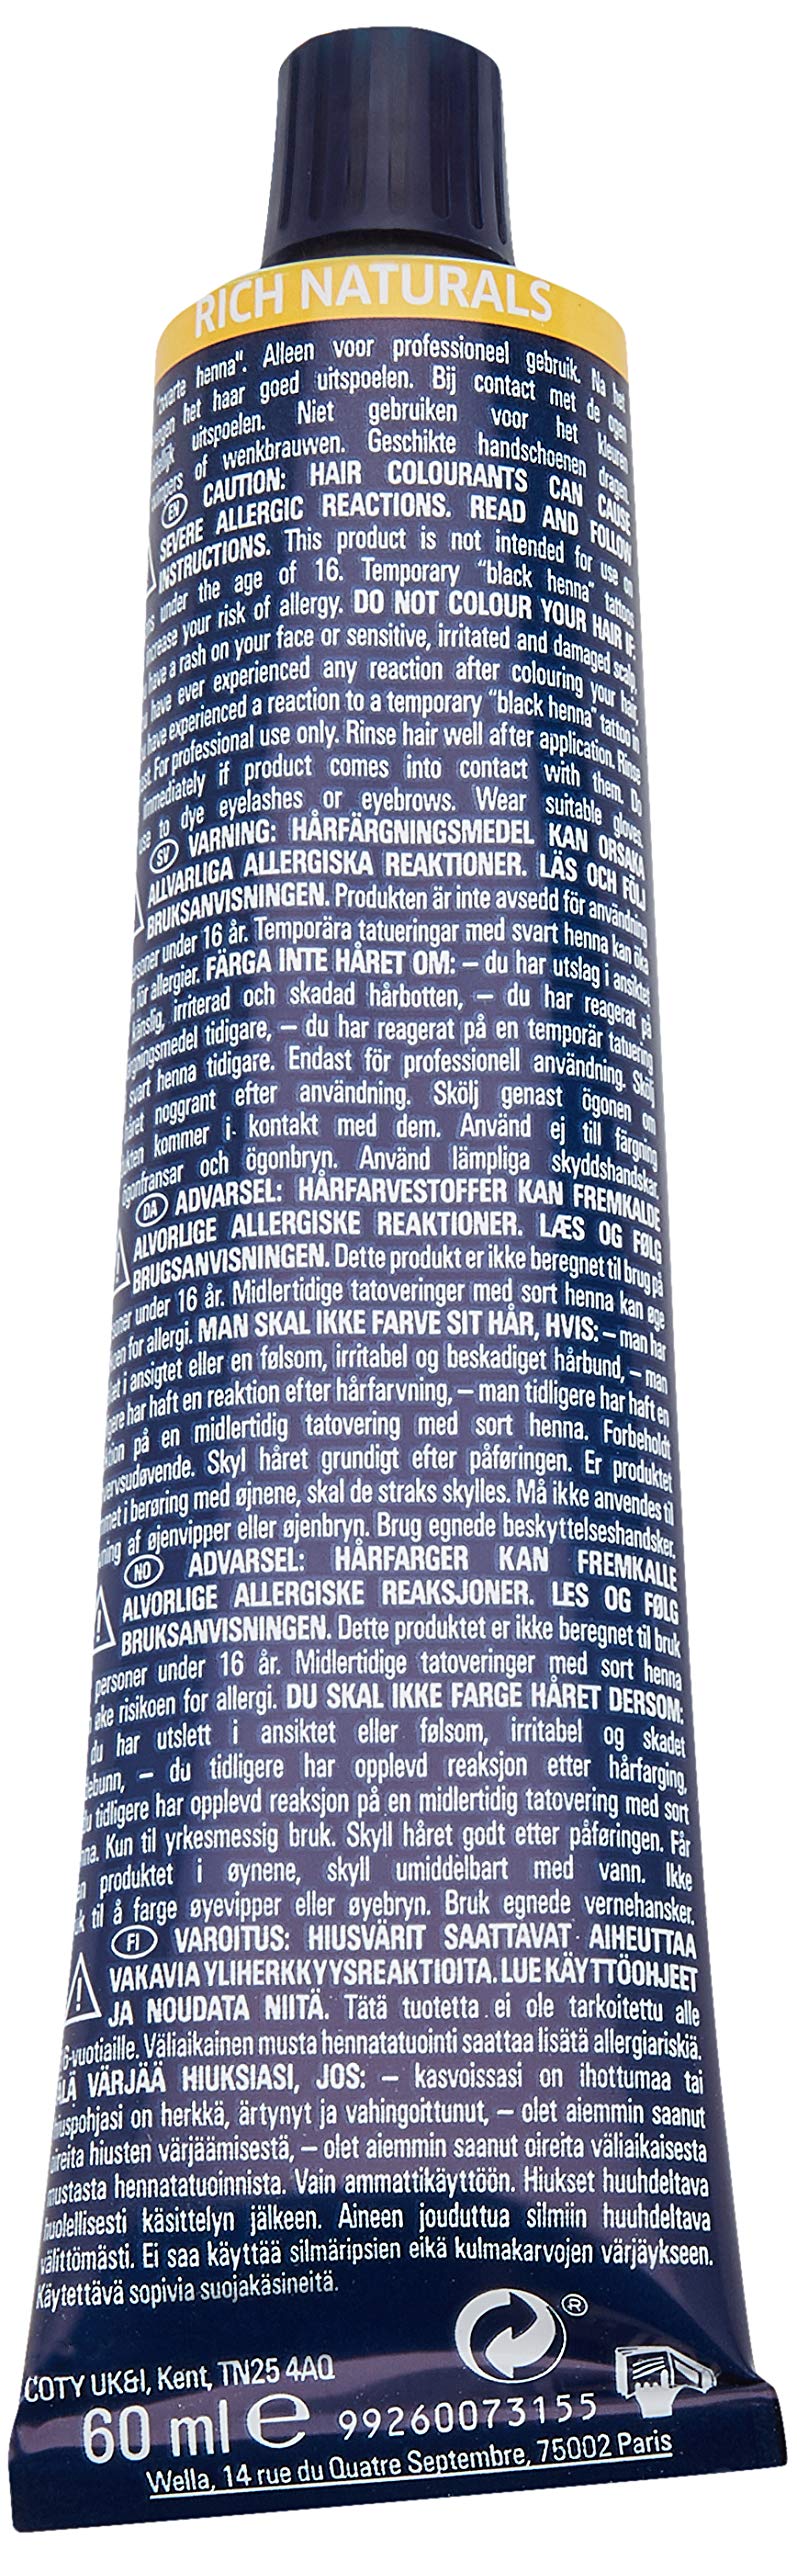 RICH NATURALS
"zwarte henna". Alleen voor professioneel gebruik. Na het
het haar goed uitspoelen. Bij contact met de ogen
uitspoelen. Niet gebruiken voor het kleuren
of wenkbrauwen. Geschikte handschoenen dragen.
EN CAUTION: HAIR COLOURANTS CAN CAUSE
SEVERE ALLERGIC REACTIONS. READ AND FOLLOW
INSTRUCTIONS. This product is not intended for use on
under the age of 16. Temporary "black henna" tattoos
increase your risk of allergy. DO NOT COLOUR YOUR HAIR IF:
have a rash on your face or sensitive, irritated and damaged scalp,
have ever experienced any reaction after colouring your hair,
have experienced a reaction to a temporary "black henna" tattoo in
For professional use only. Rinse hair well after application. Rinse
immediately if product comes into contact with them. Do
use to dye eyelashes or eyebrows. Wear suitable gloves.
SV VARNING: HÅRFÄRGNINGSMEDEL KAN ORSAKA
ALLVARLIGA ALLERGISKA REAKTIONER. LÄS OCH FÖLJ
BRUKSANVISNINGEN. Produkten är inte avsedd för användning
under 16 år. Temporära tatueringar med svart henna kan öka
för allergier. FÄRGA INTE HÅRET OM: – du har utslag i ansiktet
känslig, irriterad och skadad hårbotten, – du har reagerat på
tidigare, – du har reagerat på en temporär tatuering
svart henna tidigare. Endast för professionell användning. Skölj
håret noggrant efter användning. Skölj genast ögonen om
kommer i kontakt med dem. Använd ej till färgning
ögonfransar och ögonbryn. Använd lämpliga skyddshandskar.
DA ADVARSEL: HÅRFARVESTOFFER KAN FREMKALDE
ALVORLIGE ALLERGISKE REAKTIONER. LÆS OG FØLG
BRUGSANVISNINGEN. Dette produkt er ikke beregnet til brug på
under 16 år. Midlertidige tatoveringer med sort henna kan øge
for allergi. MAN SKAL IKKE FARVE SIT HÅR, HVIS: – man har
i ansigtet eller en følsom, irritabel og beskadiget hårbund, – man
har haft en reaktion efter hårfarvning, – man tidligere har haft en
på en midlertidig tatovering med sort henna. Forbeholdt
Skyl håret grundigt efter påføringen. Er produktet
i berøring med øjnene, skal de straks skylles. Må ikke anvendes til
af øjenvipper eller øjenbryn. Brug egnede beskyttelseshandsker.
NO ADVARSEL: HÅRFARGER KAN FREMKALLE
ALVORLIGE ALLERGISKE REAKSJONER. LES OG FØLG
BRUKSANVISNINGEN. Dette produktet er ikke beregnet til bruk
personer under 16 år. Midlertidige tatoveringer med sort henna
øke risikoen for allergi. DU SKAL IKKE FARGE HÅRET DERSOM:
du har utslett i ansiktet eller følsom, irritabel og skadet
– du tidligere har opplevd reaksjon etter hårfarging,
du tidligere har opplevd reaksjon på en midlertidig tatovering med sort
Kun til yrkesmessig bruk. Skyll håret godt etter påføringen. Får
produktet i øynene, skyll umiddelbart med vann. Ikke
til å farge øyevipper eller øyebryn. Bruk egnede vernehansker.
FI VAROITUS: HIUSVÄRIT SAATTAVAT AIHEUTTAA
VAKAVIA YLIHERKKYYSREAKTIOITA. LUE KÄYTTÖOHJEET
JA NOUDATA NIITÄ. Tätä tuotetta ei ole tarkoitettu alle
16-vuotiaille. Väliaikainen musta hennatatuointi saattaa lisätä allergiariskiä.
ÄLÄ VÄRJÄÄ HIUKSIASI, JOS: – kasvoissasi on ihottumaa tai
hiuspohjasi on herkkä, ärtynyt ja vahingoittunut, – olet aiemmin saanut
oireita hiusten värjäämisestä, – olet aiemmin saanut oireita väliaikaisesta
mustasta hennatatuoinnista. Vain ammattikäyttöön. Hiukset huuhdeltava
huolellisesti käsittelyn jälkeen. Aineen jouduttua silmiin huuhdeltava
välittömästi. Ei saa käyttää silmäripsien eikä kulmakarvojen värjäykseen.
Käytettävä sopivia suojakäsineitä.
®
COTY UK&I, Kent, TN25 4AQ
60 ml e 99260073155
Wella, 14 rue du Quatre Septembre, 75002 Paris